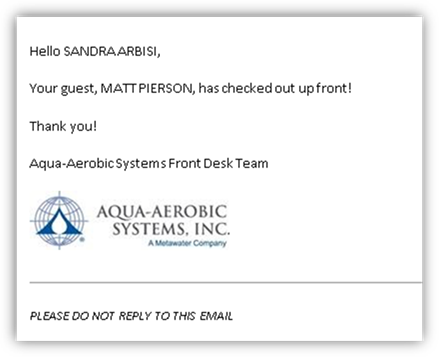 Hello SANDRA ARBISI,
Your guest, MATT PIERSON, has checked out up front!
Thank you!
Aqua-Aerobic Systems Front Desk Team
AQUA-AEROBIC
SYSTEMS, INC.
A Metawater Company
PLEASE DO NOT REPLY TO THIS EMAIL